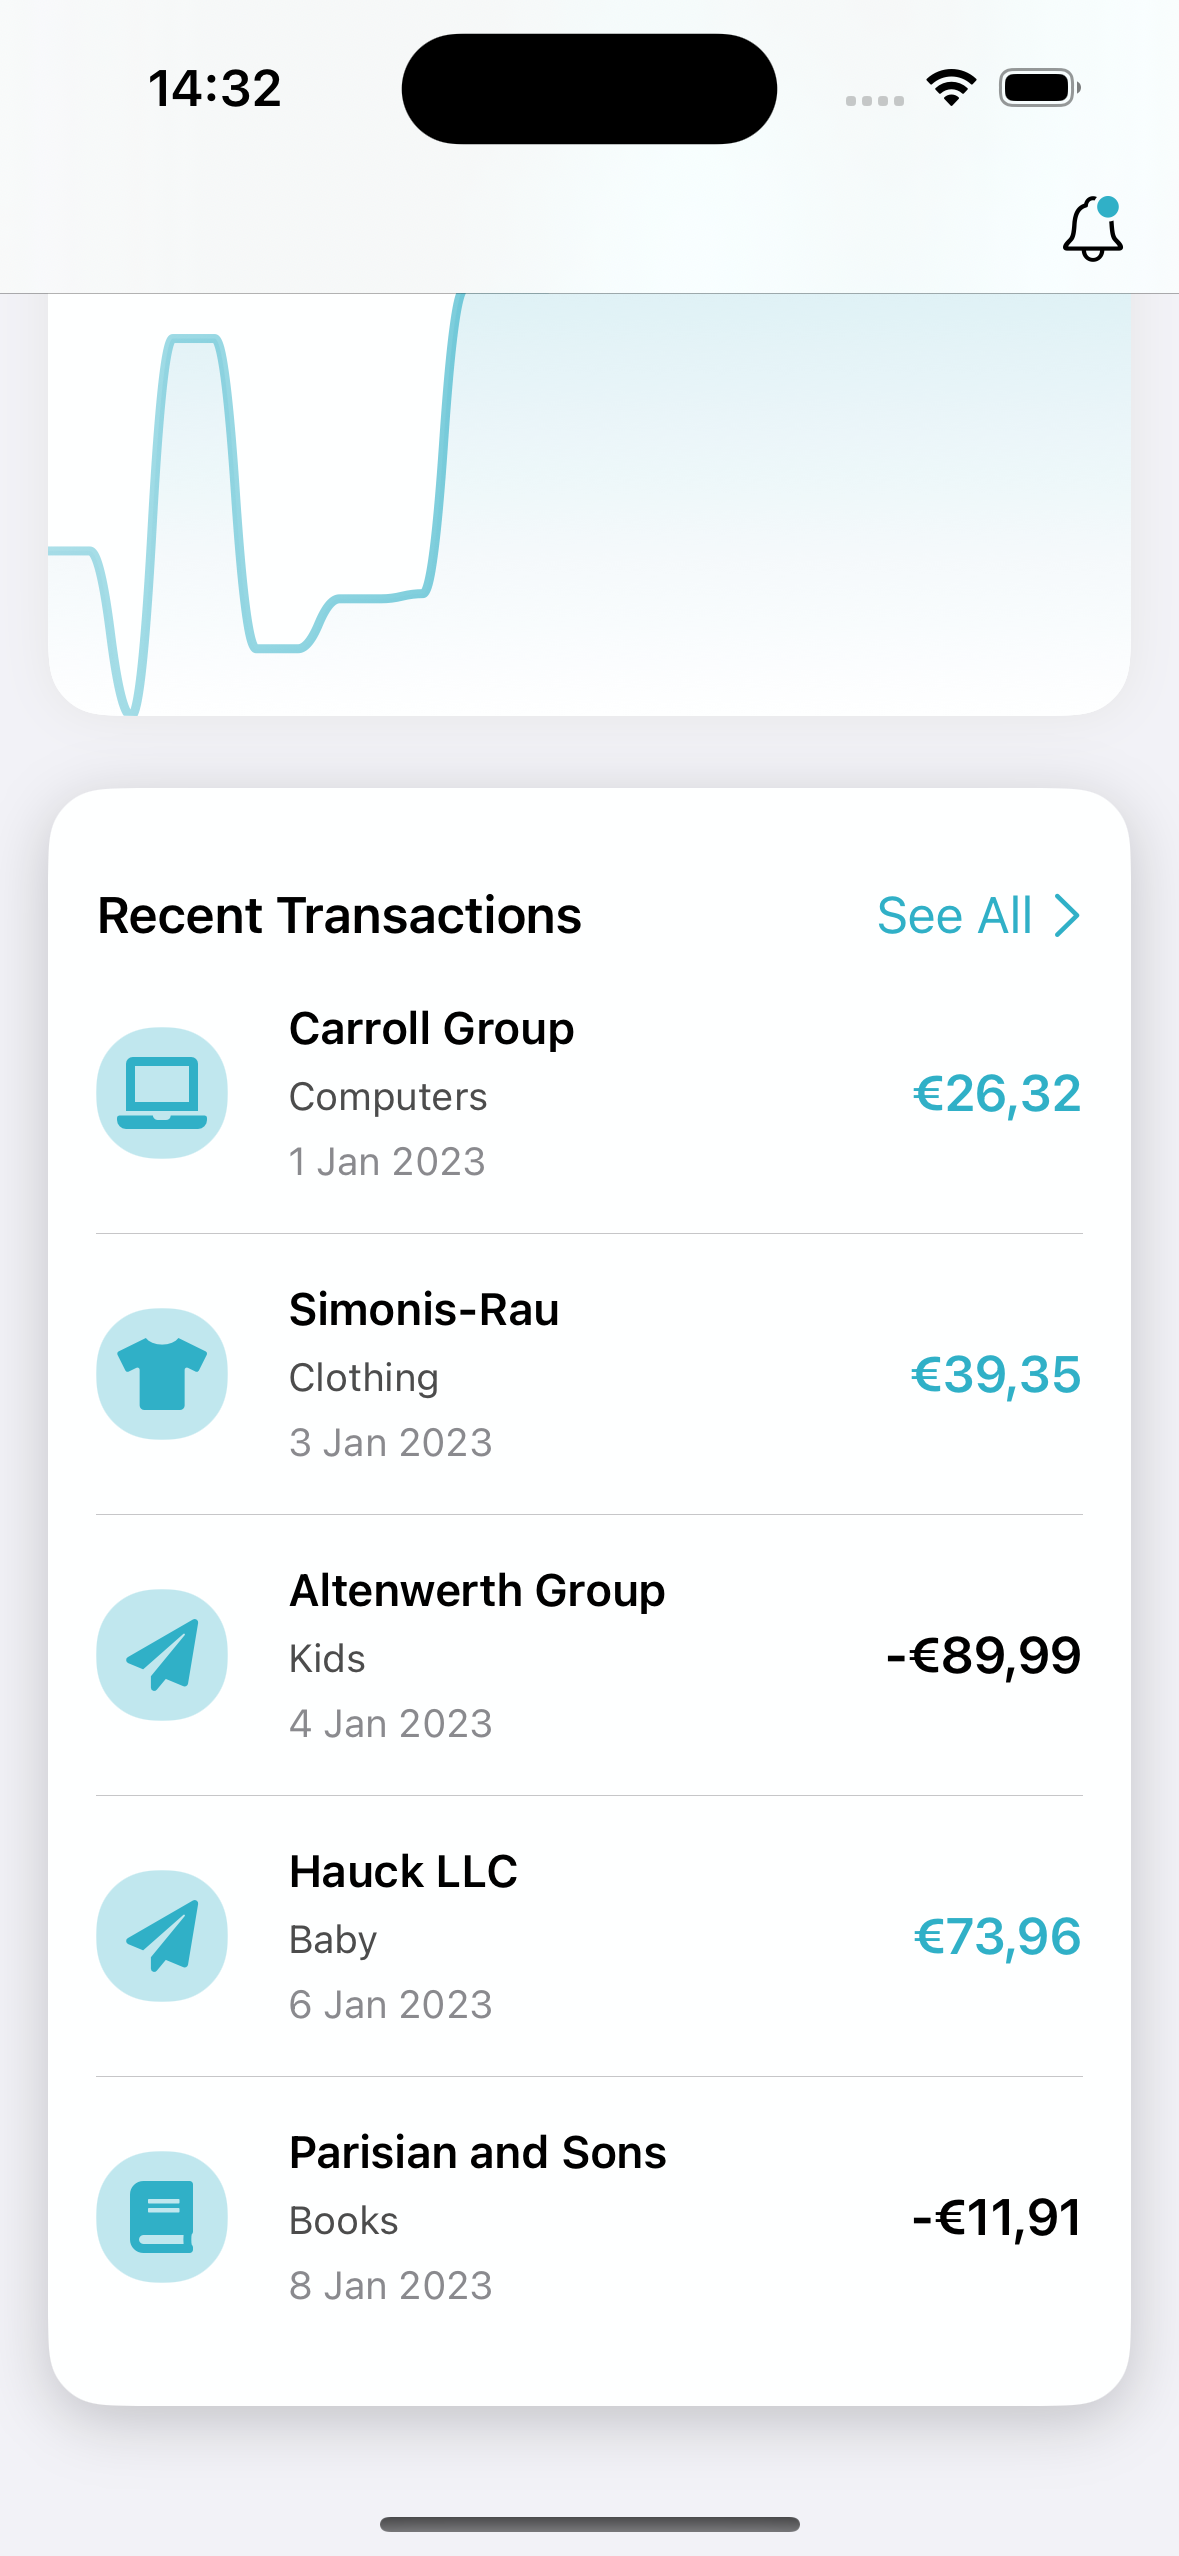 14:32
Recent Transactions
See All
Carroll Group
Computers
1 Jan 2023
€26,32
Simonis-Rau
Clothing
3 Jan 2023
€39,35
Altenwerth Group
Kids
4 Jan 2023
-€89,99
Hauck LLC
Baby
6 Jan 2023
€73,96
Parisian and Sons
Books
8 Jan 2023
-€11,91